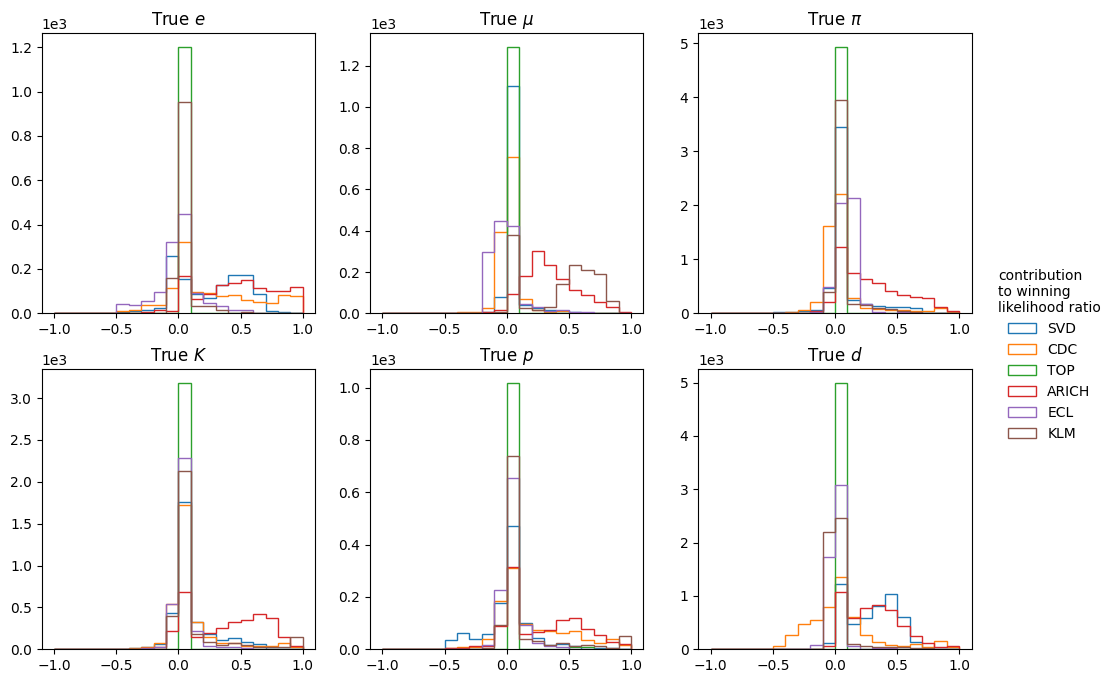 True e
1e3
1.2
1.0
0.8
0.6
0.4
0.2
0.0
−1.0 −0.5 0.0 0.5 1.0
True μ
1e3
1.2
1.0
0.8
0.6
0.4
0.2
0.0
−1.0 −0.5 0.0 0.5 1.0
True π
1e3
5
4
3
2
1
0
−1.0 −0.5 0.0 0.5 1.0
True K
1e3
3.0
2.5
2.0
1.5
1.0
0.5
0.0
−1.0 −0.5 0.0 0.5 1.0
True p
1e3
1.0
0.8
0.6
0.4
0.2
0.0
−1.0 −0.5 0.0 0.5 1.0
True d
1e3
5
4
3
2
1
0
−1.0 −0.5 0.0 0.5 1.0
contribution
to winning
likelihood ratio
SVD
CDC
TOP
ARICH
ECL
KLM